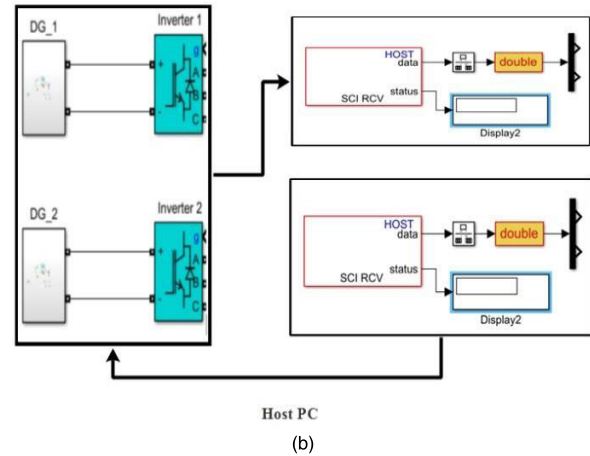 DG_1
Inverter 1
g
+
A
B
-
C
DG_2
Inverter 2
g
+
A
B
-
C
HOST
data
double
status
SCI RCV
Display2
HOST
data
double
status
SCI RCV
Display2
Host PC
(b)